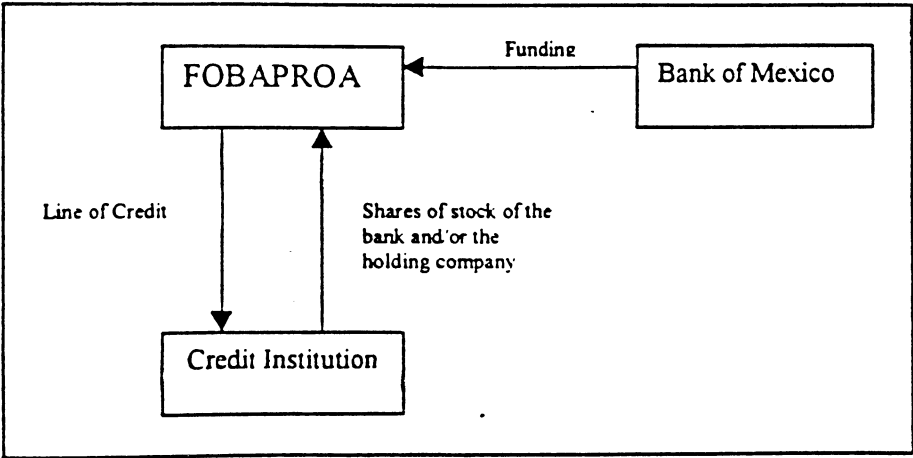 Funding
FOBAPROA
Bank of Mexico
Line of Credit
Shares of stock of the
bank and/or the
holding company
Credit Institution